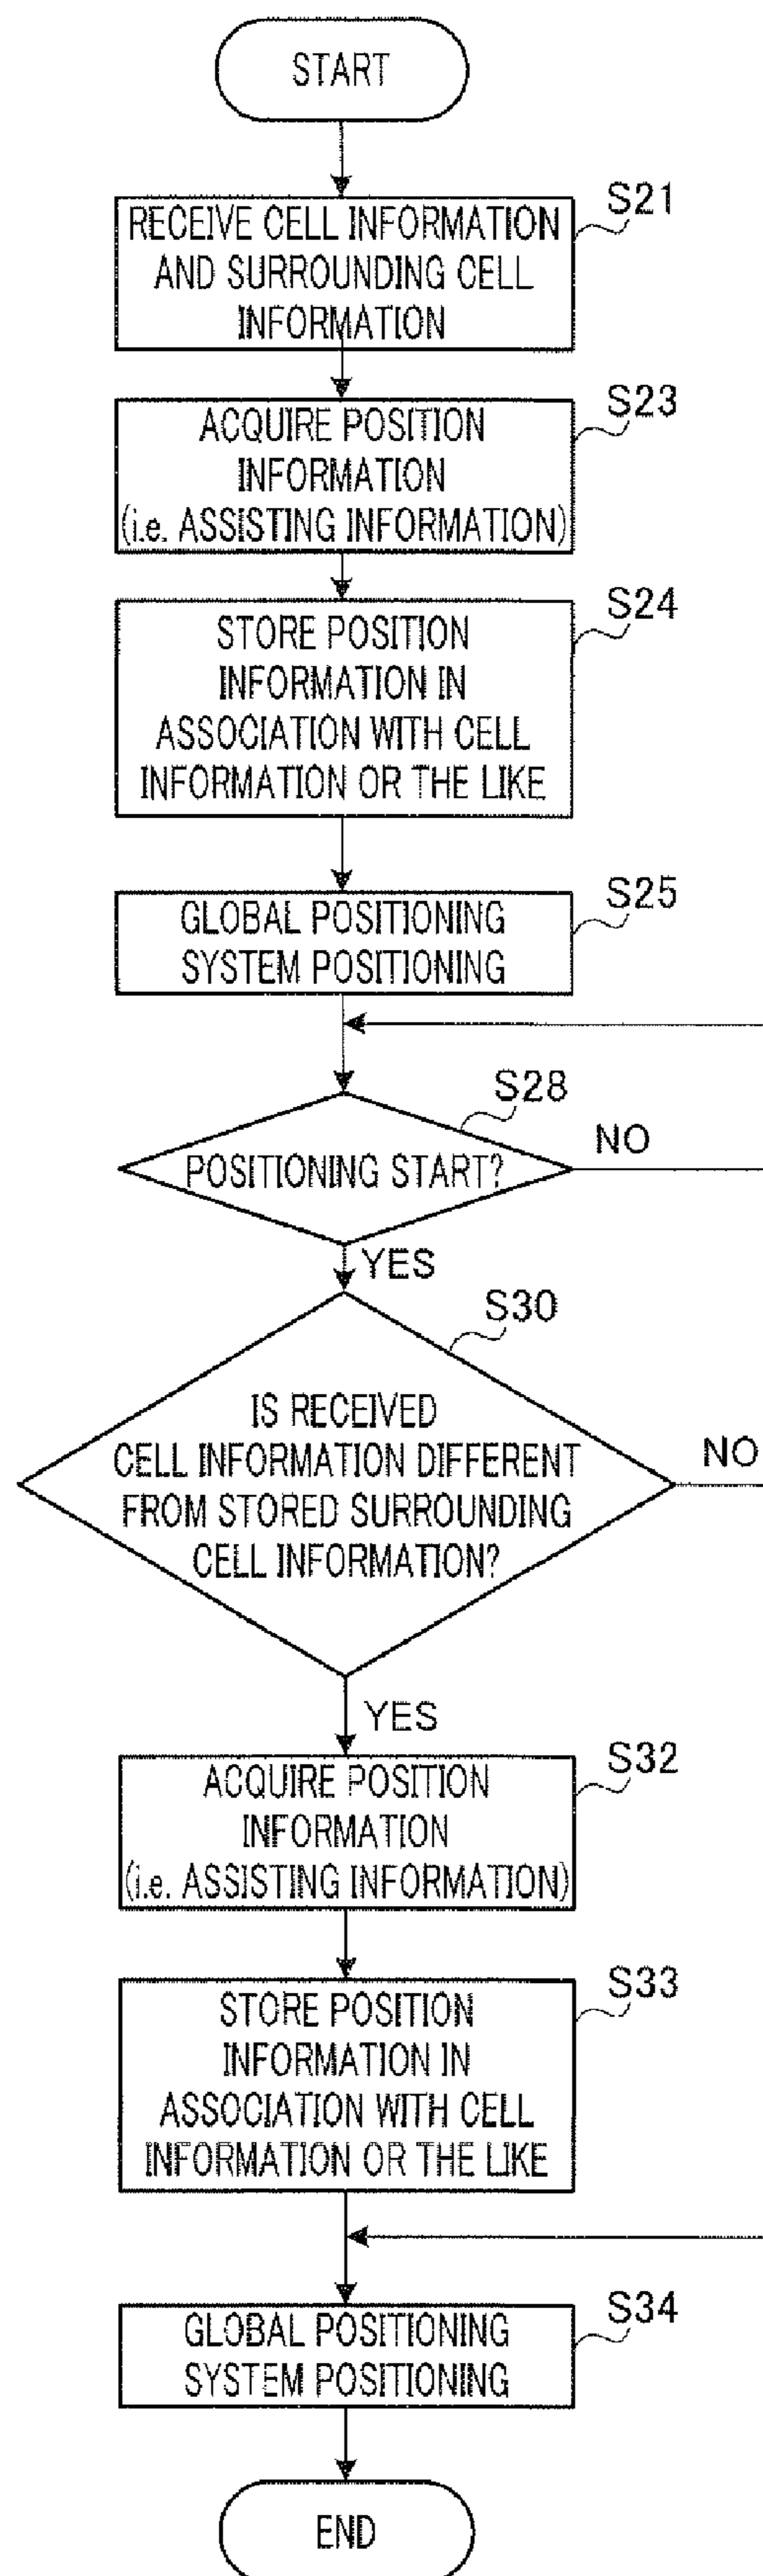 START
S21
RECEIVE CELL INFORMATION
AND SURROUNDING CELL
INFORMATION
S23
ACQUIRE POSITION
INFORMATION
(i.e. ASSISTING INFORMATION)
S24
STORE POSITION
INFORMATION IN
ASSOCIATION WITH CELL
INFORMATION OR THE LIKE
S25
GLOBAL POSITIONING
SYSTEM POSITIONING
S28
POSITIONING START?
NO
YES
S30
IS RECEIVED
CELL INFORMATION DIFFERENT
FROM STORED SURROUNDING
CELL INFORMATION?
NO
YES
S32
ACQUIRE POSITION
INFORMATION
(i.e. ASSISTING INFORMATION)
S33
STORE POSITION
INFORMATION IN
ASSOCIATION WITH CELL
INFORMATION OR THE LIKE
S34
GLOBAL POSITIONING
SYSTEM POSITIONING
END